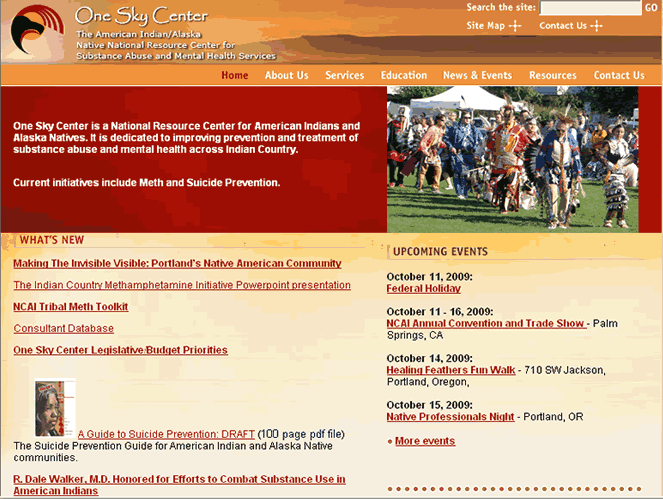 One Sky Center
The American Indian/Alaska
Native National Resource Center for
Substance Abuse and Mental Health Services
Search the site: GO
Site Map Contact Us
Home About Us Services Education News & Events Resources Contact Us
One Sky Center is a National Resource Center for American Indians and
Alaska Natives. It is dedicated to improving prevention and treatment of
substance abuse and mental health across Indian Country.
Current initiatives include Meth and Suicide Prevention.
WHAT'S NEW
Making The Invisible Visible: Portland's Native American Community
The Indian Country Methamphetamine Initiative Powerpoint presentation
NCAI Tribal Meth Toolkit
Consultant Database
One Sky Center Legislative/Budget Priorities
A Guide to Suicide Prevention: DRAFT (100 page pdf file)
The Suicide Prevention Guide for American Indian and Alaska Native
communities.
R. Dale Walker, M.D. Honored for Efforts to Combat Substance Use in
American Indians
UPCOMING EVENTS
October 11, 2009:
Federal Holiday
October 11 - 16, 2009:
NCAI Annual Convention and Trade Show - Palm
Springs, CA
October 14, 2009:
Healing Feathers Fun Walk - 710 SW Jackson,
Portland, Oregon,
October 15, 2009:
Native Professionals Night - Portland, OR
More events